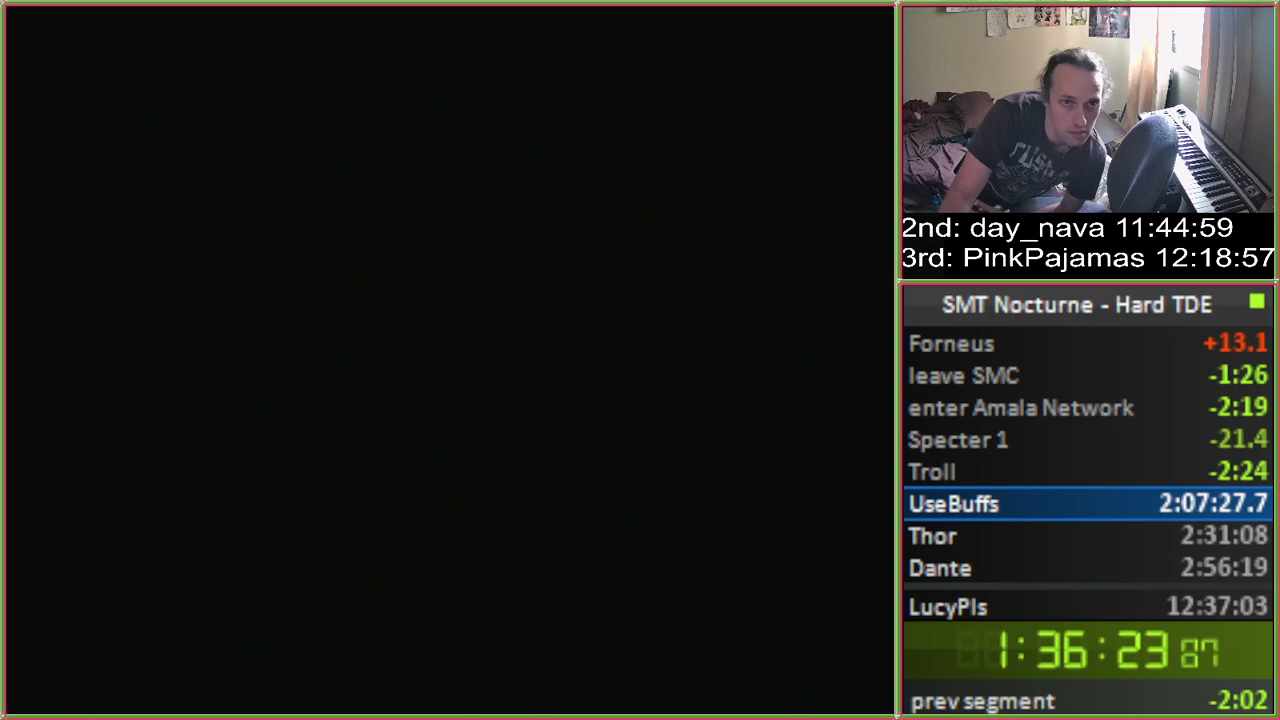 2nd: day_nava 11:44:59
3rd: PinkPajamas 12:18:57
SMT Nocturne - Hard TDE
Forneus +13.1
leave SMC -1:26
enter Amala Network -2:19
Specter 1 -21.4
Troll -2:24
UseBuffs 2:07:27.7
Thor 2:31:08
Dante 2:56:19
LucyPls 12:37:03
1:36:23 87
prev segment -2:02